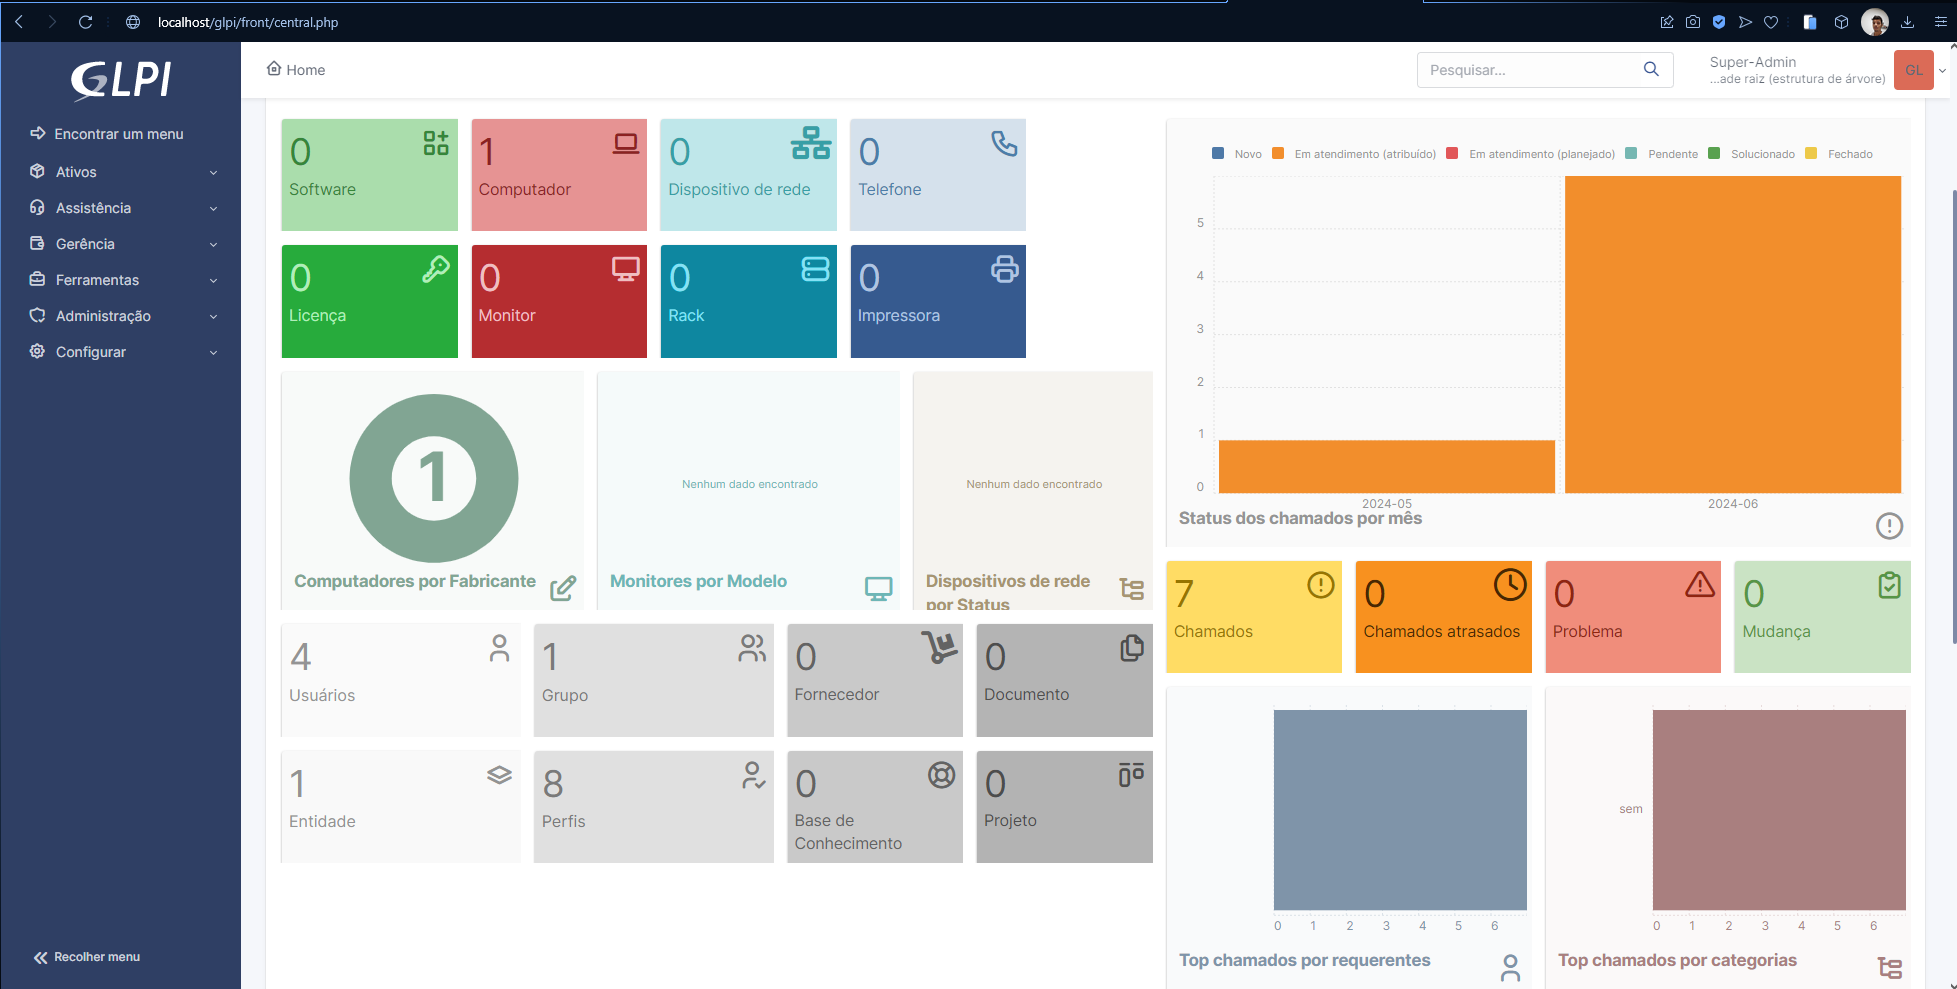 localhost/glpi/front/central.php
GLPI
Encontrar um menu
Ativos
Assistência
Gerência
Ferramentas
Administração
Configurar
Recolher menu
Home
Pesquisar...
Super-Admin
...ade raiz (estrutura de árvore)
GL
0
Software
1
Computador
0
Dispositivo de rede
0
Telefone
0
Licença
0
Monitor
0
Rack
0
Impressora
1
Computadores por Fabricante
Nenhum dado encontrado
Monitores por Modelo
Nenhum dado encontrado
Dispositivos de rede
por Status
4
Usuários
1
Grupo
0
Fornecedor
0
Documento
1
Entidade
8
Perfis
0
Base de
Conhecimento
0
Projeto
Novo Em atendimento (atribuído) Em atendimento (planejado) Pendente Solucionado Fechado
5
4
3
2
1
0
2024-05 2024-06
Status dos chamados por mês
7
Chamados
0
Chamados atrasados
0
Problema
0
Mudança
0 1 2 3 4 5 6
Top chamados por requerentes
sem
0 1 2 3 4 5 6
Top chamados por categorias